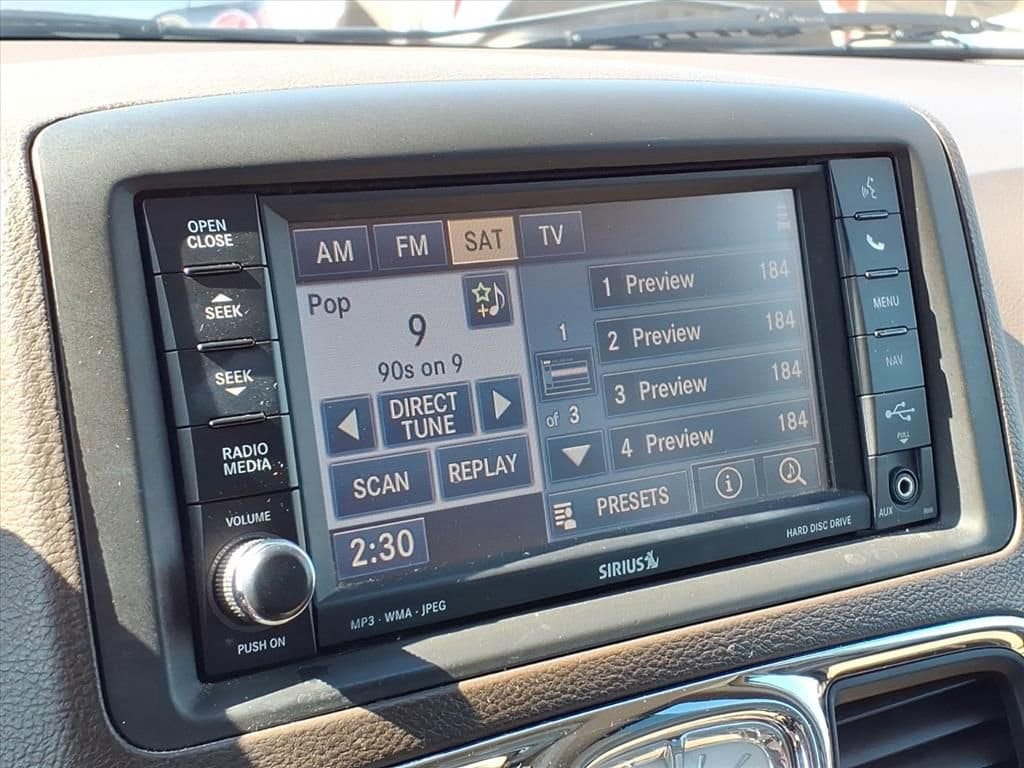 OPEN
CLOSE
SEEK
SEEK
RADIO
MEDIA
VOLUME
PUSH ON
AM FM SAT TV
Pop
9
90s on 9
DIRECT
TUNE
SCAN REPLAY
2:30
1
of 3
1 Preview 184
2 Preview 184
3 Preview 184
4 Preview 184
PRESETS
SIRIUS
HARD DISC DRIVE
MP3 · WMA · JPEG
MENU
NAV
PULL
AUX